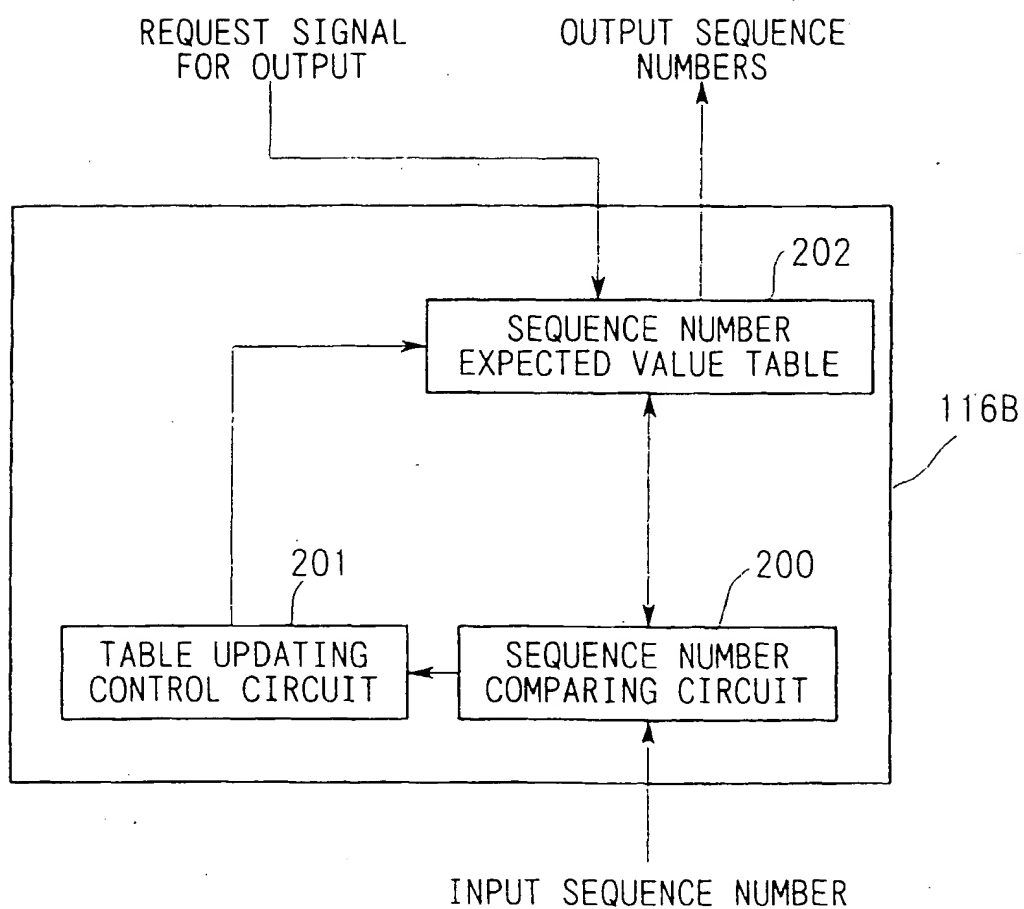 REQUEST SIGNAL
FOR OUTPUT
OUTPUT SEQUENCE
NUMBERS
202
SEQUENCE NUMBER
EXPECTED VALUE TABLE
116B
201
200
TABLE UPDATING
CONTROL CIRCUIT
SEQUENCE NUMBER
COMPARING CIRCUIT
INPUT SEQUENCE NUMBER